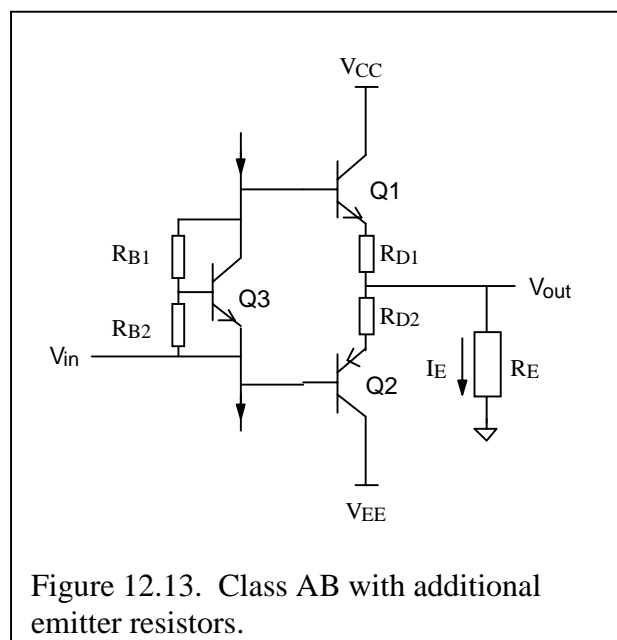 VCC
Q1
RB1
RD1
Q3
Vout
RB2
RD2
Vin
IE
RE
Q2
VEE
Figure 12.13. Class AB with additional
emitter resistors.